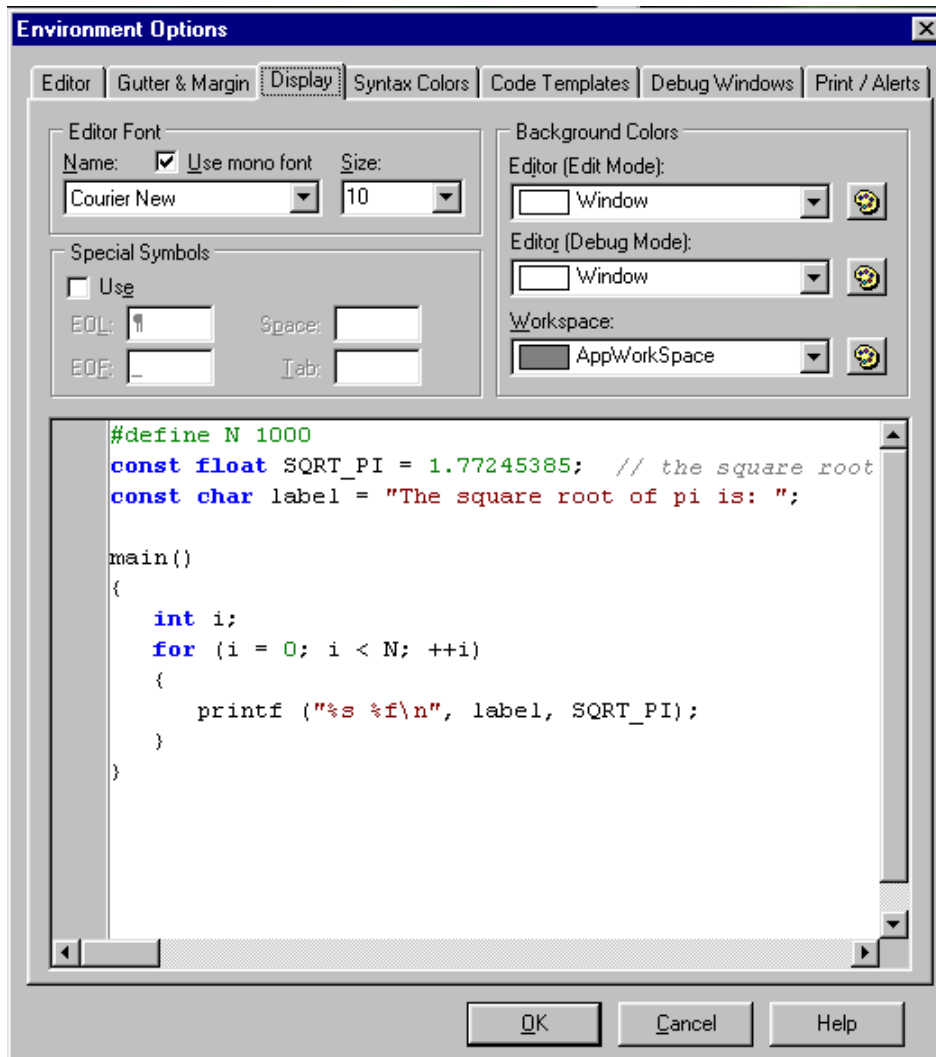 Environment Options
Editor Gutter & Margin Display Syntax Colors Code Templates Debug Windows Print / Alerts
Editor Font
Name: Use mono font Size:
Courier New 10
Special Symbols
Use
EOL: ¶ Space:
EOF: _ Tab:
Background Colors
Editor (Edit Mode):
Window
Editor (Debug Mode):
Window
Workspace:
AppWorkSpace
#define N 1000
const float SQRT_PI = 1.77245385;  // the square root
const char label = "The square root of pi is: ";
main()
{
   int i;
   for (i = 0; i < N; ++i)
   {
      printf ("%s %f\n", label, SQRT_PI);
   }
}
OK Cancel Help